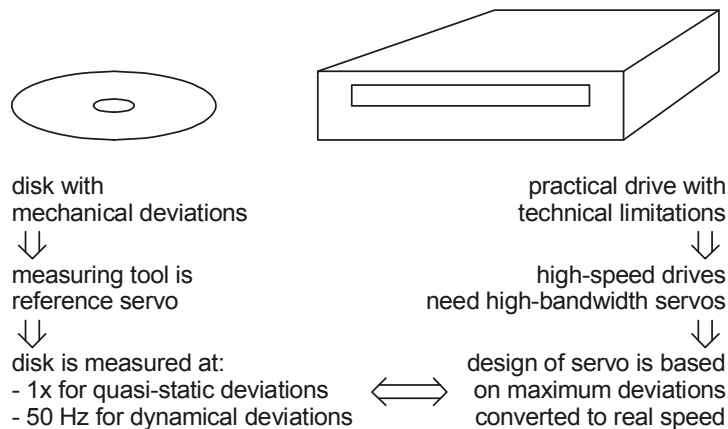 disk with
mechanical deviations
measuring tool is
reference servo
disk is measured at:
- 1x for quasi-static deviations
- 50 Hz for dynamical deviations
practical drive with
technical limitations
high-speed drives
need high-bandwidth servos
design of servo is based
on maximum deviations
converted to real speed